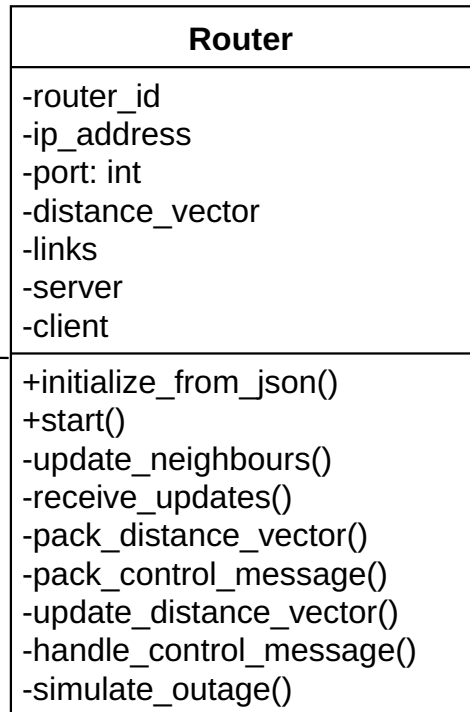 Router
-router_id
-ip_address
-port: int
-distance_vector
-links
-server
-client
+initialize_from_json()
+start()
-update_neighbours()
-receive_updates()
-pack_distance_vector()
-pack_control_message()
-update_distance_vector()
-handle_control_message()
-simulate_outage()